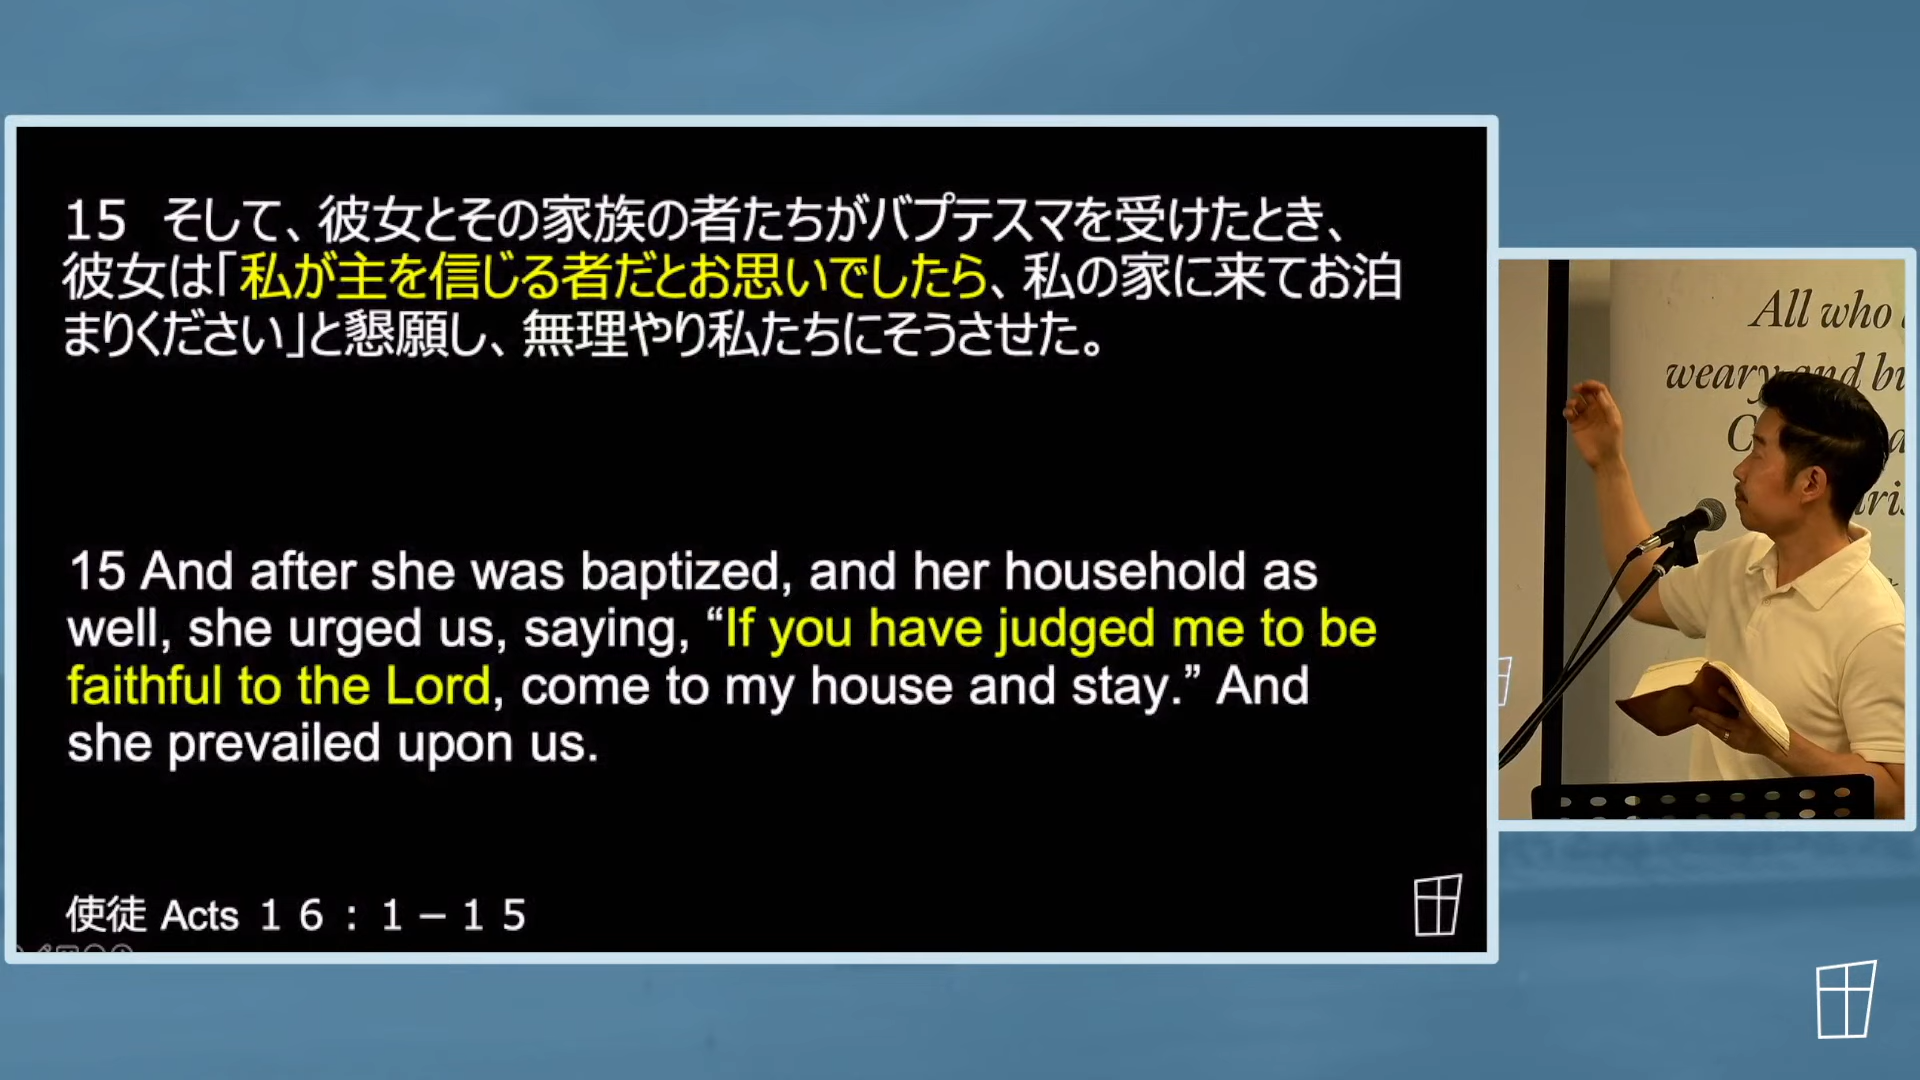 15 そして、彼女とその家族の者たちがバプテスマを受けたとき、
彼女は「私が主を信じる者だとお思いでしたら、私の家に来てお泊
まりください」と懇願し、無理やり私たちにそうさせた。
15 And after she was baptized, and her household as
well, she urged us, saying, “If you have judged me to be
faithful to the Lord, come to my house and stay.” And
she prevailed upon us.
使徒 Acts １６：１−１５
All who
weary and